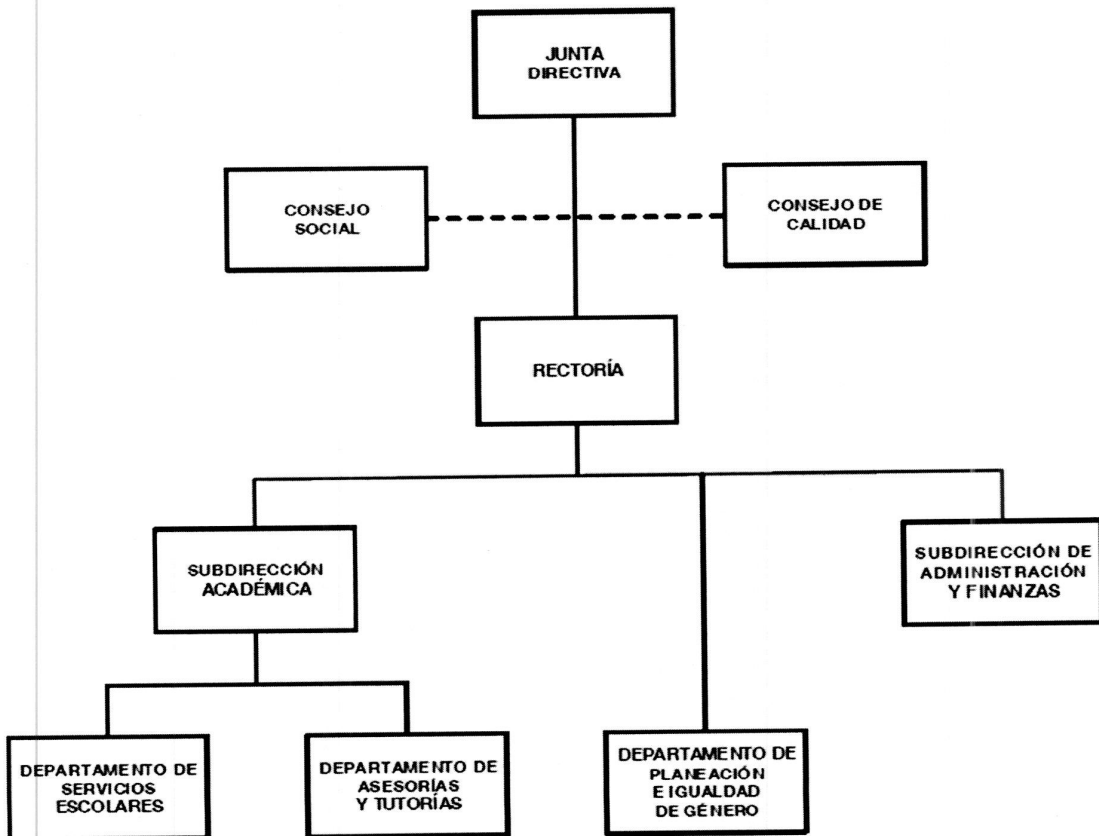 JUNTA
DIRECTIVA
CONSEJO
SOCIAL
CONSEJO DE
CALIDAD
RECTORÍA
SUBDIRECCIÓN
ACADÉMICA
SUBDIRECCIÓN DE
ADMINISTRACIÓN
Y FINANZAS
DEPARTAMENTO DE
SERVICIOS
ESCOLARES
DEPARTAMENTO DE
ASESORÍAS
Y TUTORÍAS
DEPARTAMENTO DE
PLANEACIÓN
E IGUALDAD
DE GÉNERO